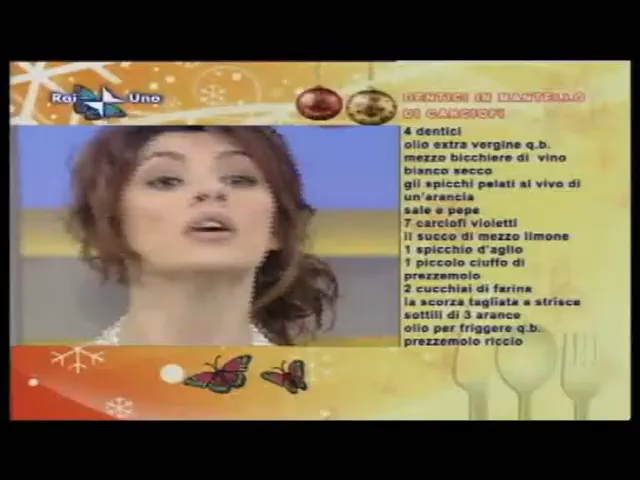 Rai Uno
DENTICI IN MANTELLO
DI CARCIOFI
4 dentici
olio extra vergine q.b.
mezzo bicchiere di vino
bianco secco
gli spicchi pelati al vivo di
un'arancia
sale e pepe
7 carciofi violetti
il succo di mezzo limone
1 spicchio d'aglio
1 piccolo ciuffo di
prezzemolo
2 cucchiai di farina
la scorza tagliata a strisce
sottili di 3 arance
olio per friggere q.b.
prezzemolo riccio